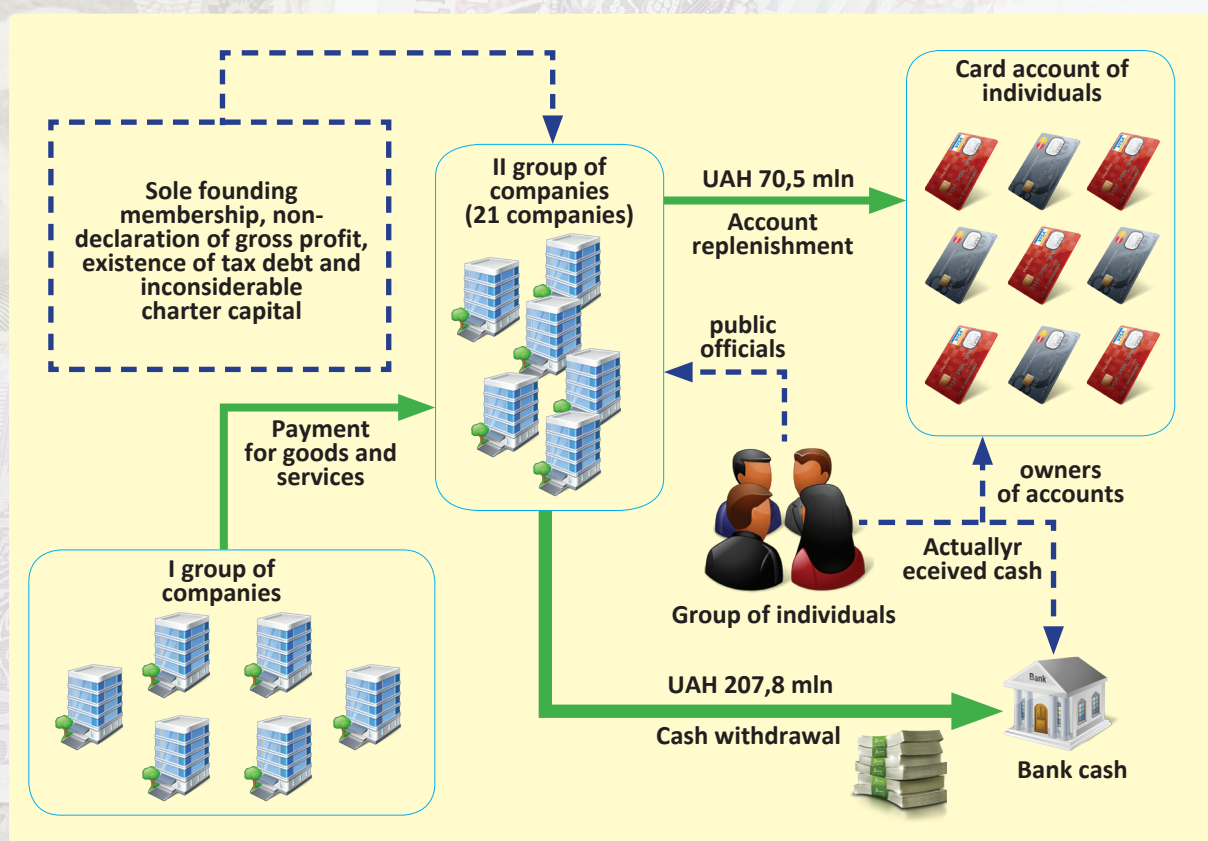 Card account of
individuals
Sole founding
membership, non-
declaration of gross profit,
existence of tax debt and
inconsiderable
charter capital
II group of
companies
(21 companies)
UAH 70,5 mln
Account
replenishment
public
officials
Payment
for goods and
services
owners
of accounts
Actuallyr
eceived cash
I group of
companies
Group of individuals
UAH 207,8 mln
Cash withdrawal
Bank
Bank cash